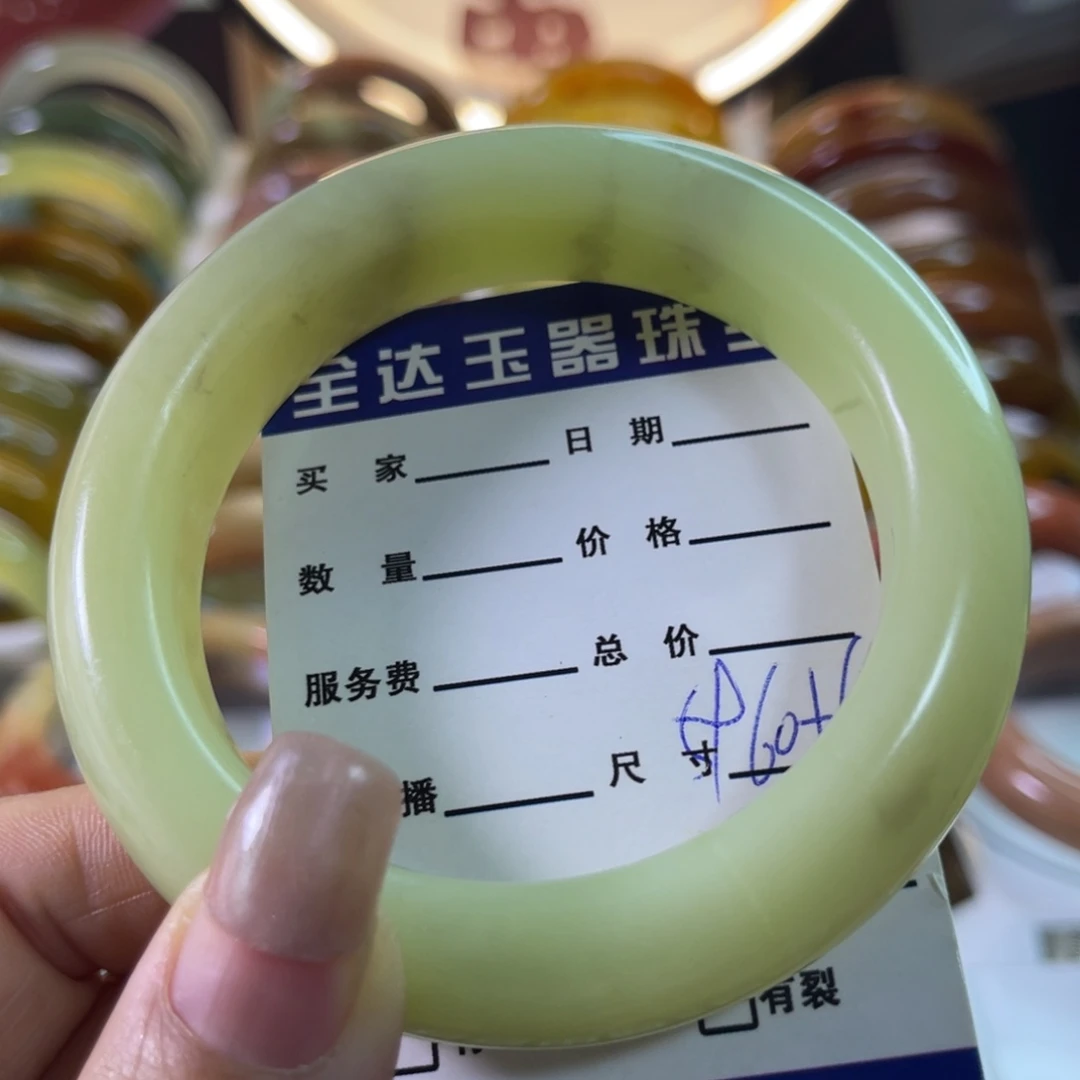 全达玉器珠宝
买家 日期
数量 价格
服务费 总价
播 尺寸
有裂